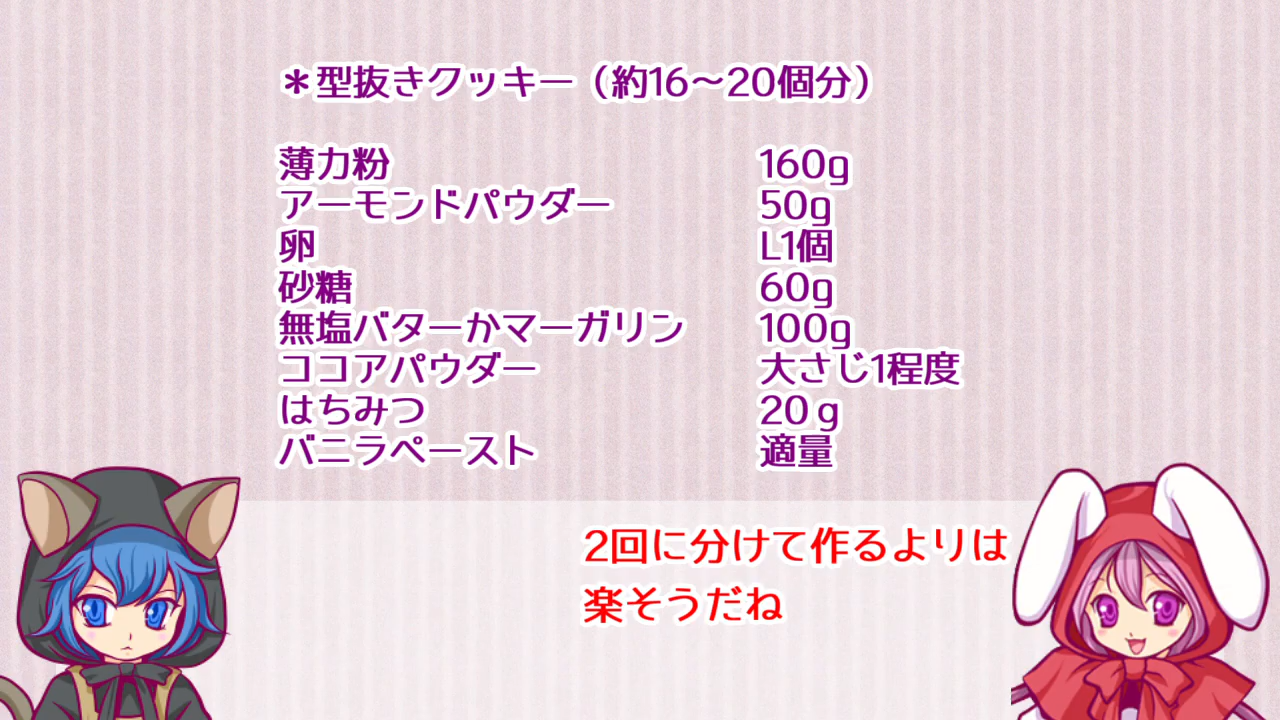 ＊型抜きクッキー（約16～20個分）
薄力粉 160g
アーモンドパウダー 50g
卵 L1個
砂糖 60g
無塩バターかマーガリン 100g
ココアパウダー 大さじ1程度
はちみつ 20ｇ
バニラペースト 適量
2回に分けて作るよりは
楽そうだね